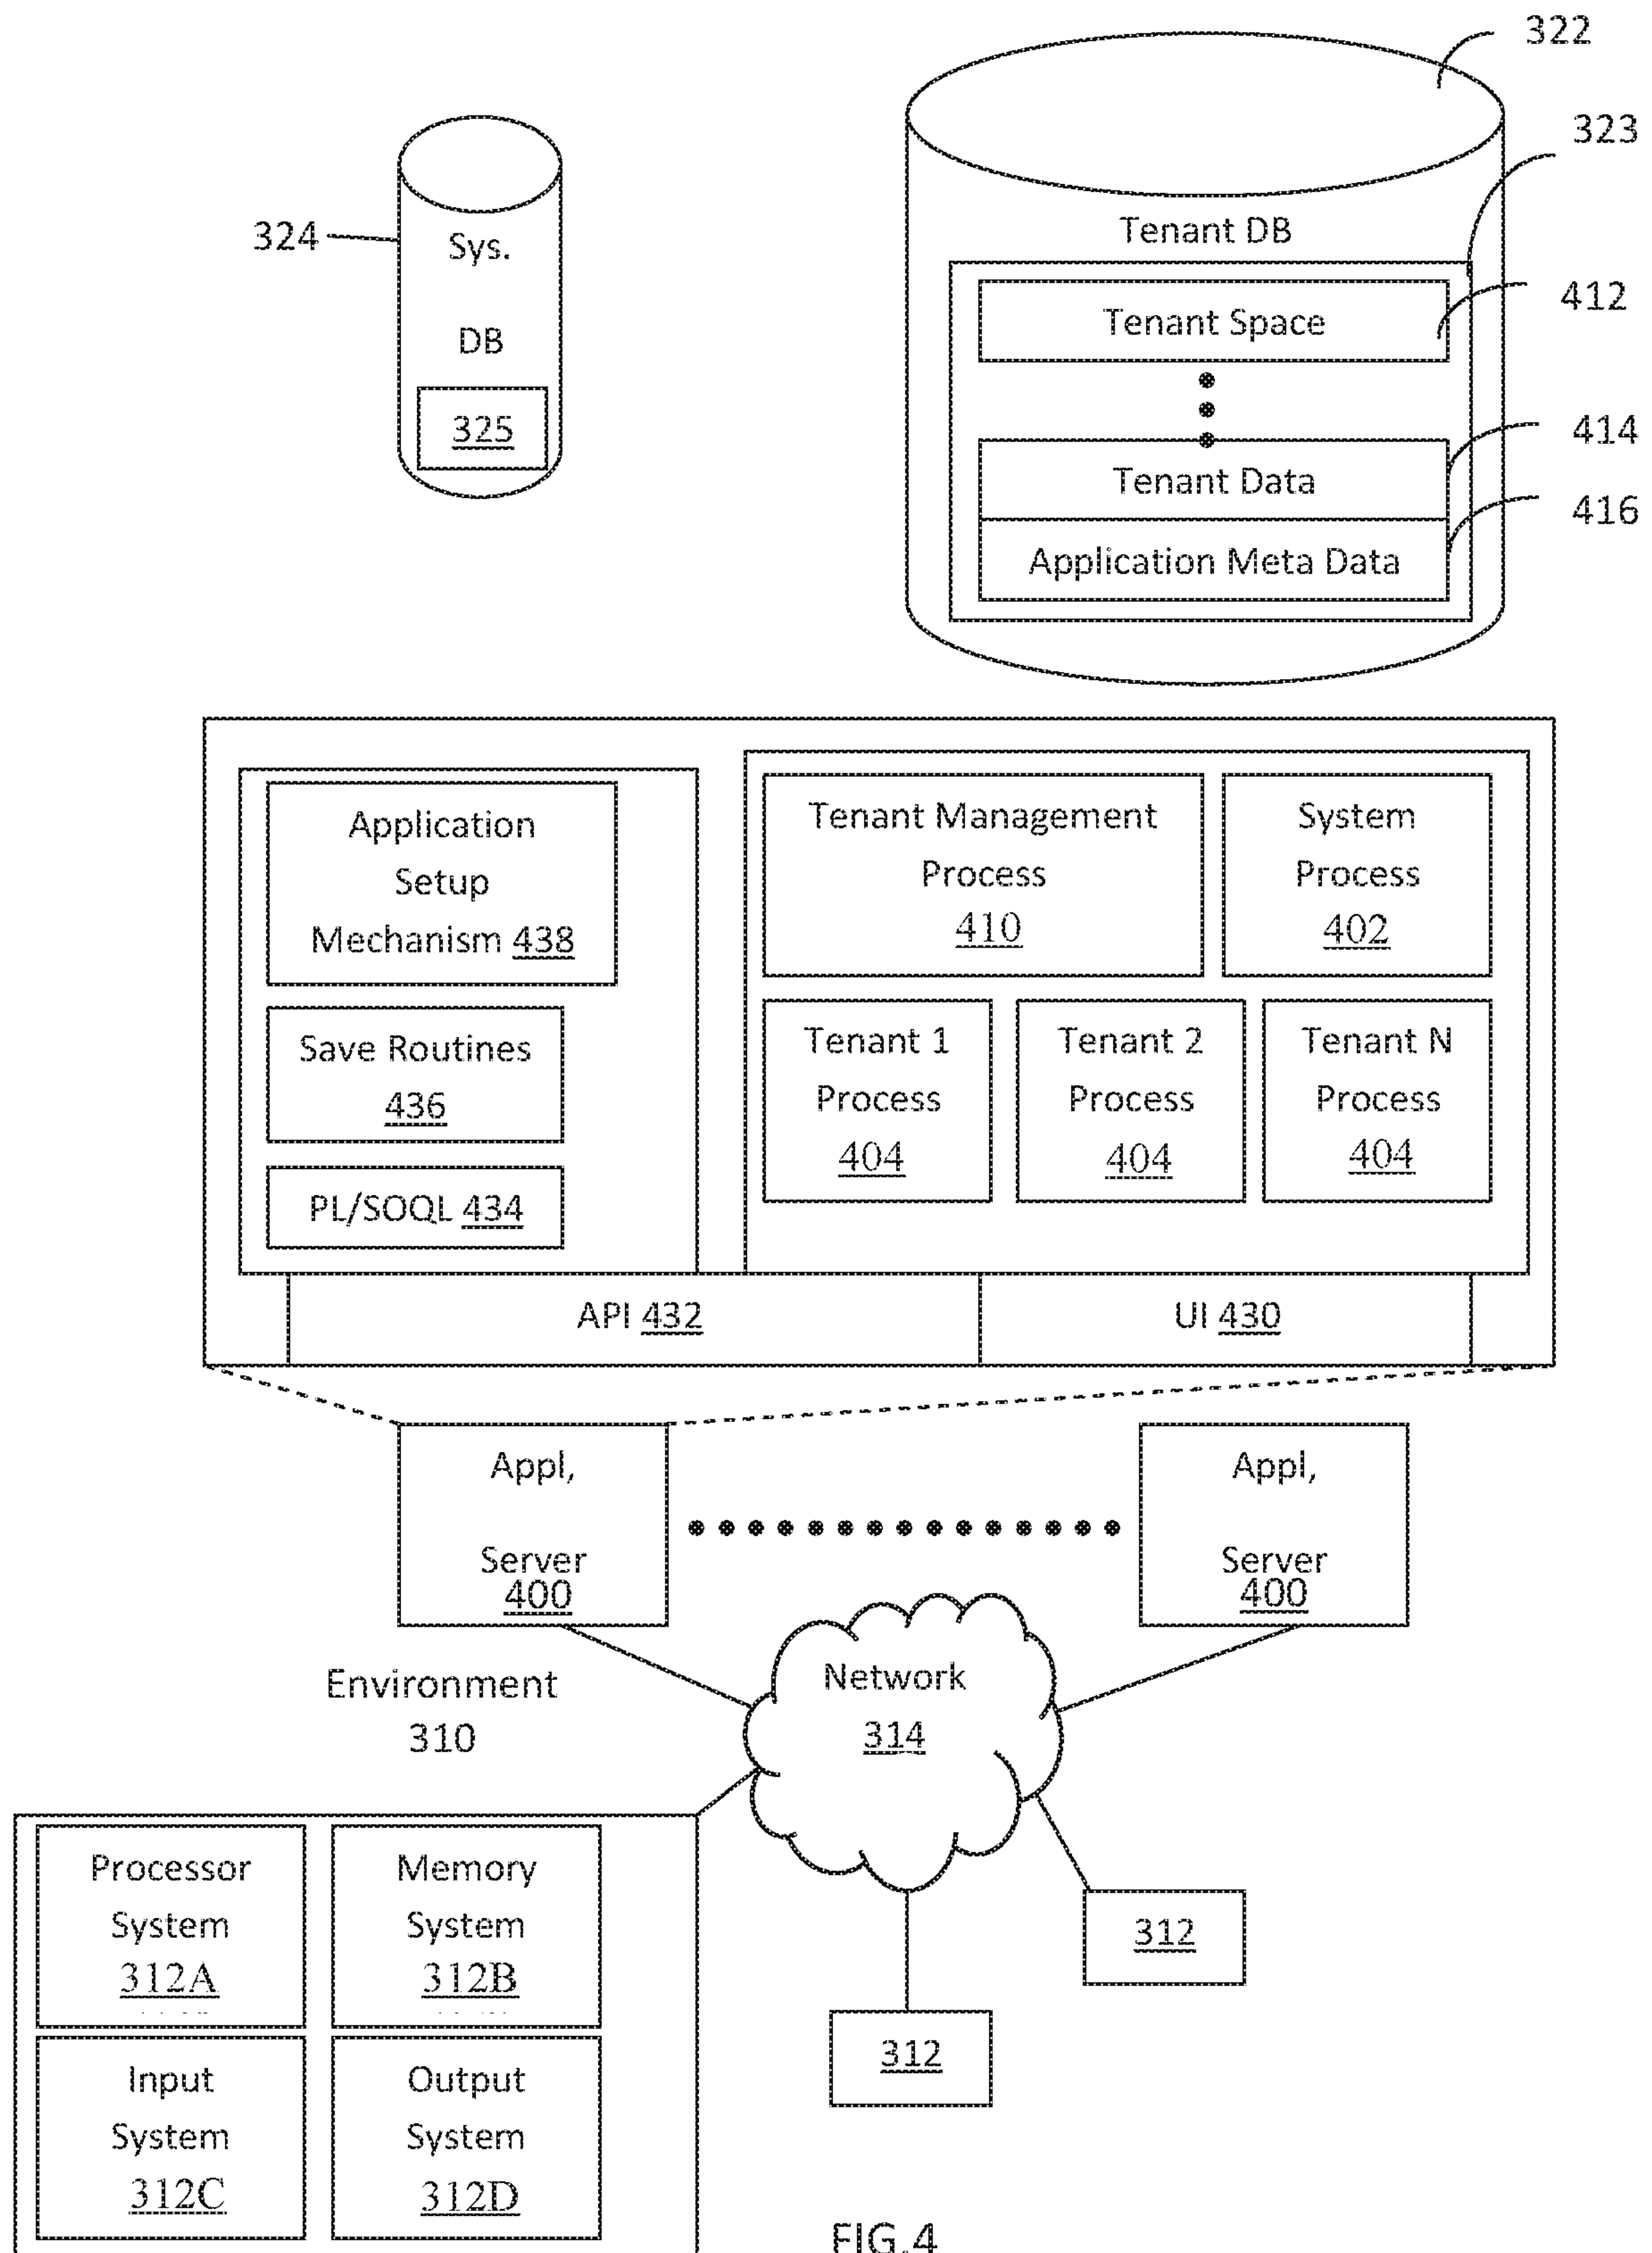 322
323
324
Sys.
DB
325
Tenant DB
Tenant Space
412
Tenant Data
414
Application Meta Data
416
Application
Setup
Mechanism 438
Save Routines
436
PL/SOQL 434
Tenant Management
Process
410
System
Process
402
Tenant 1
Process
404
Tenant 2
Process
404
Tenant N
Process
404
API 432
UI 430
Appl,
Server
400
Appl,
Server
400
Environment
310
Network
314
Processor
System
312A
Memory
System
312B
Input
System
312C
Output
System
312D
312
312
FIG.4